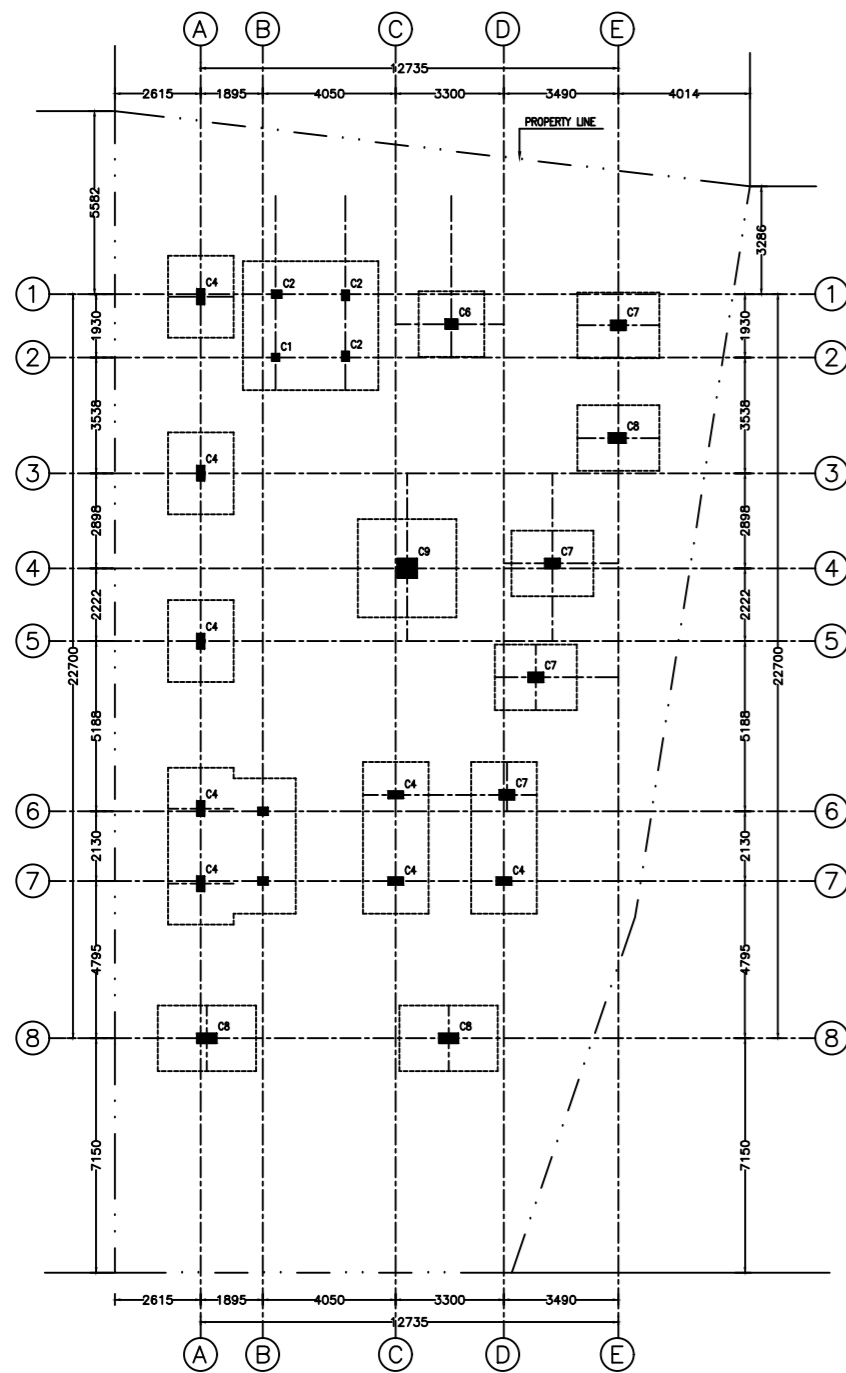 A B C D E
12735
2615 1895 4050 3300 3490 4014
PROPERTY LINE
5582
3286
C4 C2 C2
1 1
C6 C7
1930 1930
C1 C2
2 2
3538 3538
C8
C4
3 3
2898 2898
C9 C7
4 4
2222 2222
C4
5 5
22700 22700
C7
5188 5188
C4 C4 C7
6 6
2130 2130
C4 C4 C4
7 7
4795 4795
C8 C8
8 8
7150 7150
2615 1895 4050 3300 3490
12735
A B C D E